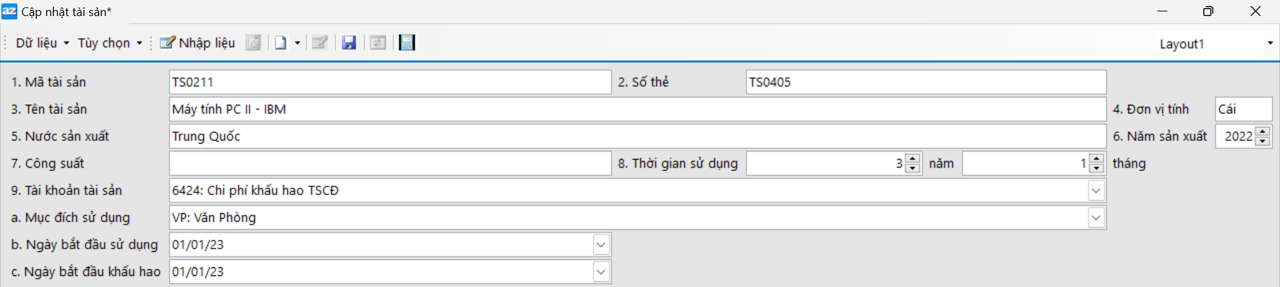 az Cập nhật tài sản*
Dữ liệu Tùy chọn Nhập liệu Layout1
1. Mã tài sản TS0211 2. Số thẻ TS0405
3. Tên tài sản Máy tính PC II - IBM 4. Đơn vị tính Cái
5. Nước sản xuất Trung Quốc 6. Năm sản xuất 2022
7. Công suất 8. Thời gian sử dụng 3 năm 1 tháng
9. Tài khoản tài sản 6424: Chi phí khấu hao TSCĐ
a. Mục đích sử dụng VP: Văn Phòng
b. Ngày bắt đầu sử dụng 01/01/23
c. Ngày bắt đầu khấu hao 01/01/23